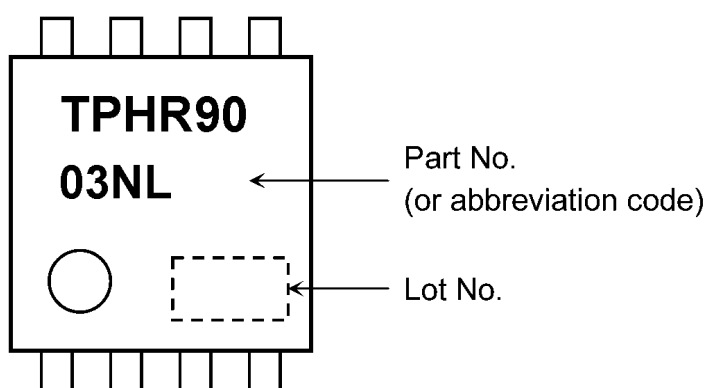 TPHR90
03NL
Part No.
(or abbreviation code)
Lot No.